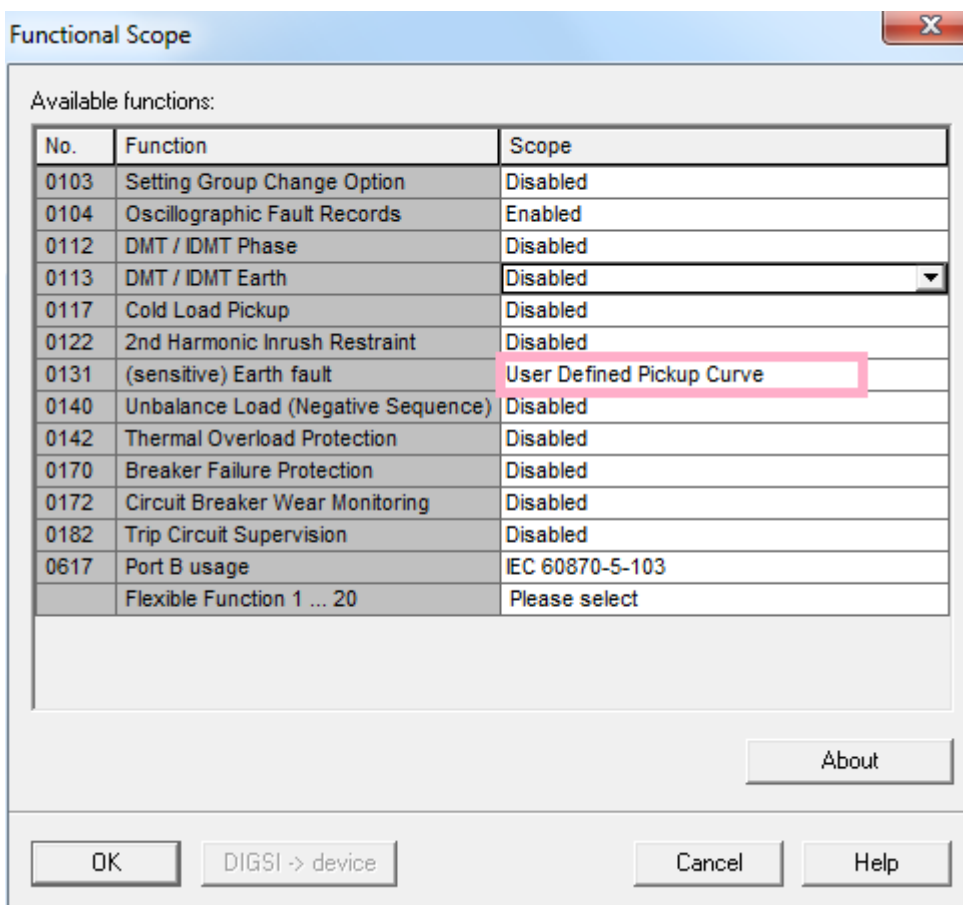 Functional Scope
x
Available functions:
No. Function Scope
0103 Setting Group Change Option Disabled
0104 Oscillographic Fault Records Enabled
0112 DMT / IDMT Phase Disabled
0113 DMT / IDMT Earth Disabled
0117 Cold Load Pickup Disabled
0122 2nd Harmonic Inrush Restraint Disabled
0131 (sensitive) Earth fault User Defined Pickup Curve
0140 Unbalance Load (Negative Sequence) Disabled
0142 Thermal Overload Protection Disabled
0170 Breaker Failure Protection Disabled
0172 Circuit Breaker Wear Monitoring Disabled
0182 Trip Circuit Supervision Disabled
0617 Port B usage IEC 60870-5-103
Flexible Function 1 ... 20 Please select
About
OK DIGSI -> device Cancel Help